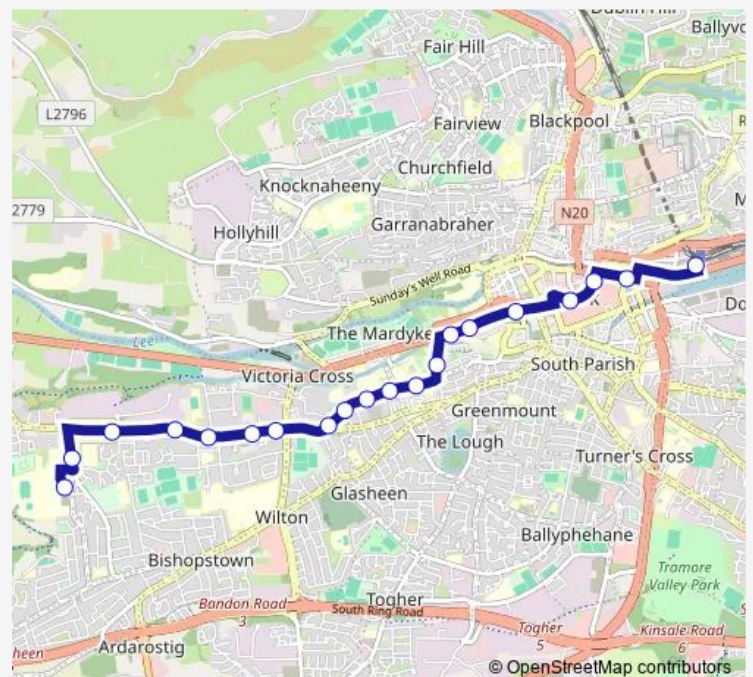 Dublin Hill
Ballyvo
Fair Hill
L2796
Fairview
Blackpool
Churchfield
Knocknaheeny
2779
N20
Garranabraher
Hollyhill
Sunday's Well Road
Lee
The Mardyke
Do
Victoria Cross
South Parish
Greenmount
The Lough
Turner's Cross
Glasheen
Wilton
Ballyphehane
Bishopstown
Tramore
Valley Park
Togher
Bandon Road
3
South Ring Road
Togher
5
Kinsale Road
6
heen
Ardarostig
© OpenStreetMap contributors